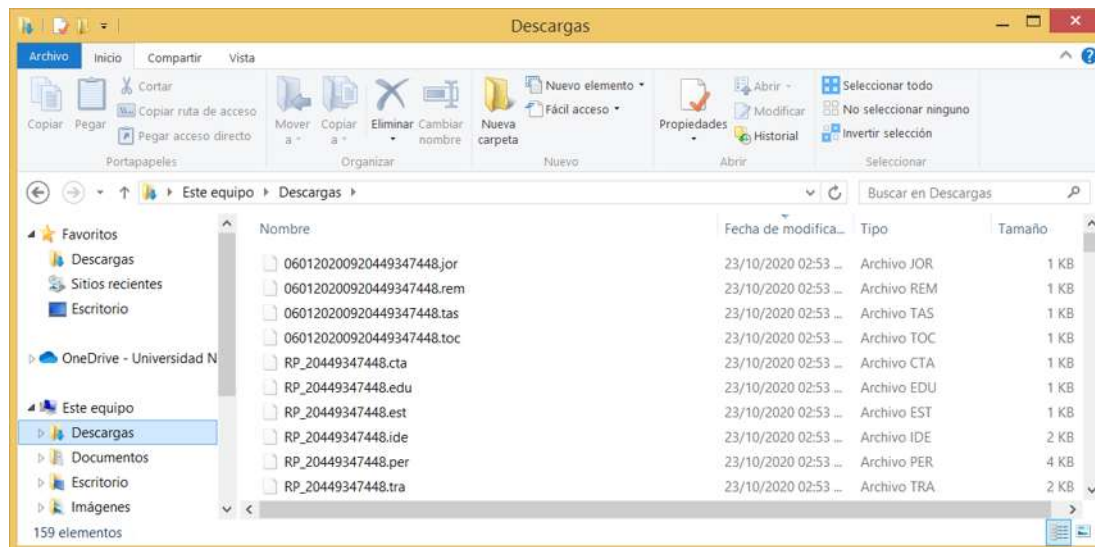 Descargas
Archivo Inicio Compartir Vista
Copiar Pegar Cortar Copiar ruta de acceso Pegar acceso directo
Mover a Copiar a Eliminar Cambiar nombre Nueva carpeta
Nuevo elemento Fácil acceso
Propiedades Abrir Modificar Historial
Seleccionar todo No seleccionar ninguno Invertir selección
Portapapeles Organizar Nuevo Abrir Seleccionar
Este equipo Descargas Buscar en Descargas
Favoritos
Descargas
Sitios recientes
Escritorio
OneDrive - Universidad N
Este equipo
Descargas
Documentos
Escritorio
Imágenes
Nombre Fecha de modifica... Tipo Tamaño
060120200920449347448.jor 23/10/2020 02:53 ... Archivo JOR 1 KB
060120200920449347448.rem 23/10/2020 02:53 ... Archivo REM 1 KB
060120200920449347448.tas 23/10/2020 02:53 ... Archivo TAS 1 KB
060120200920449347448.toc 23/10/2020 02:53 ... Archivo TOC 1 KB
RP_20449347448.cta 23/10/2020 02:53 ... Archivo CTA 1 KB
RP_20449347448.edu 23/10/2020 02:53 ... Archivo EDU 1 KB
RP_20449347448.est 23/10/2020 02:53 ... Archivo EST 1 KB
RP_20449347448.ide 23/10/2020 02:53 ... Archivo IDE 2 KB
RP_20449347448.per 23/10/2020 02:53 ... Archivo PER 4 KB
RP_20449347448.tra 23/10/2020 02:53 ... Archivo TRA 2 KB
159 elementos